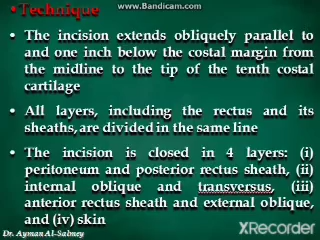 www.Bandicam.com
• Technique
• The incision extends obliquely parallel to
and one inch below the costal margin from
the midline to the tip of the tenth costal
cartilage
• All layers, including the rectus and its
sheaths, are divided in the same line
• The incision is closed in 4 layers: (i)
peritoneum and posterior rectus sheath, (ii)
internal oblique and transversus, (iii)
anterior rectus sheath and external oblique,
and (iv) skin
Dr. Ayman Al-Salmey
XRecorder